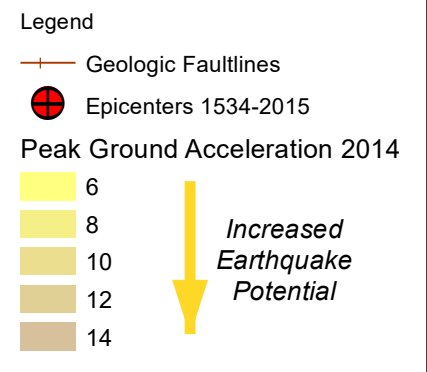 Legend
Geologic Faultlines
Epicenters 1534-2015
Peak Ground Acceleration 2014
6
8
10
12
14
Increased
Earthquake
Potential